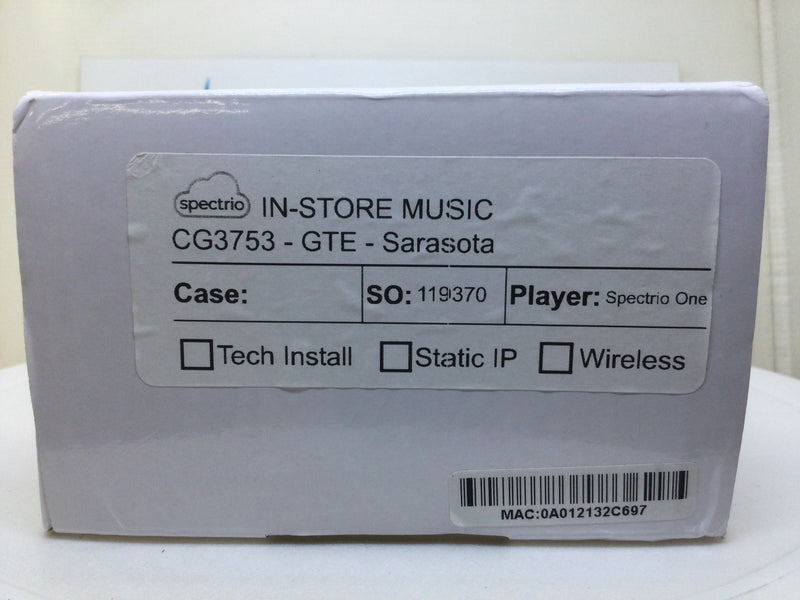 spectrio IN-STORE MUSIC
CG3753 - GTE - Sarasota
Case: SO: 119370 Player: Spectrio One
Tech Install Static IP Wireless
MAC:0A012132C697